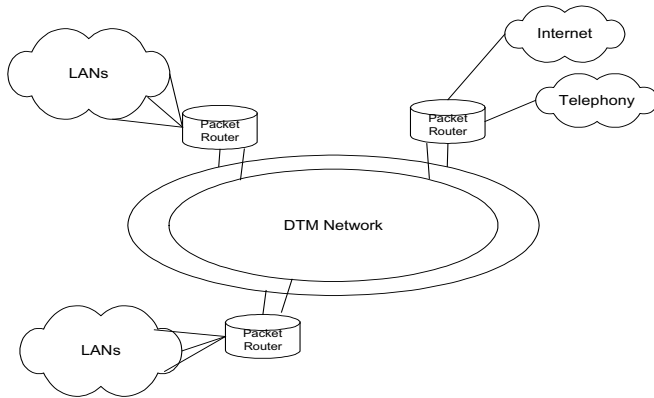 Internet
LANs
Telephony
Packet
Router
Packet
Router
DTM Network
Packet
Router
LANs